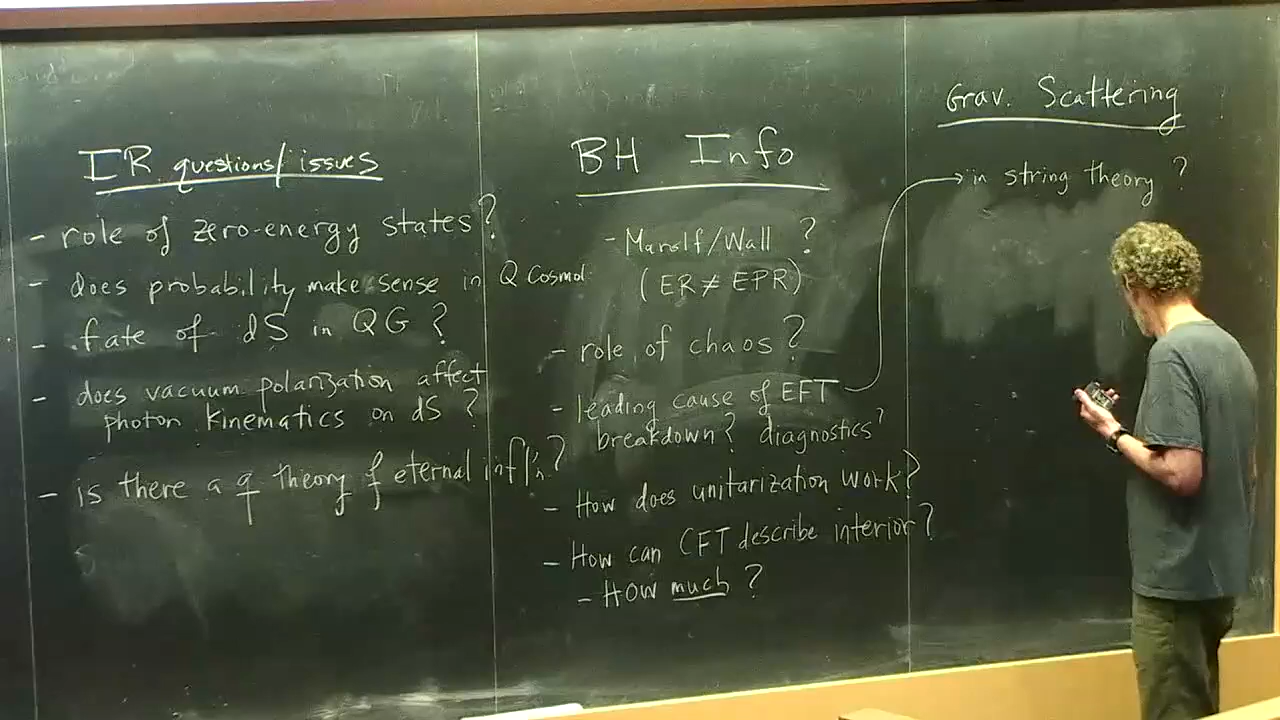 IR questions/issues
- role of zero-energy states?
- does probability make sense in Q Cosmol.
- fate of dS in QG?
- does vacuum polarization affect
photon kinematics on dS?
- is there a q theory of eternal infl'n?
BH Info
- Marolf/Wall ?
(ER ≠ EPR)
- role of chaos?
- leading cause of EFT
breakdown? diagnostics?
- How does unitarization work?
- How can CFT describe interior?
- How much ?
Grav. Scattering
→ in string theory ?